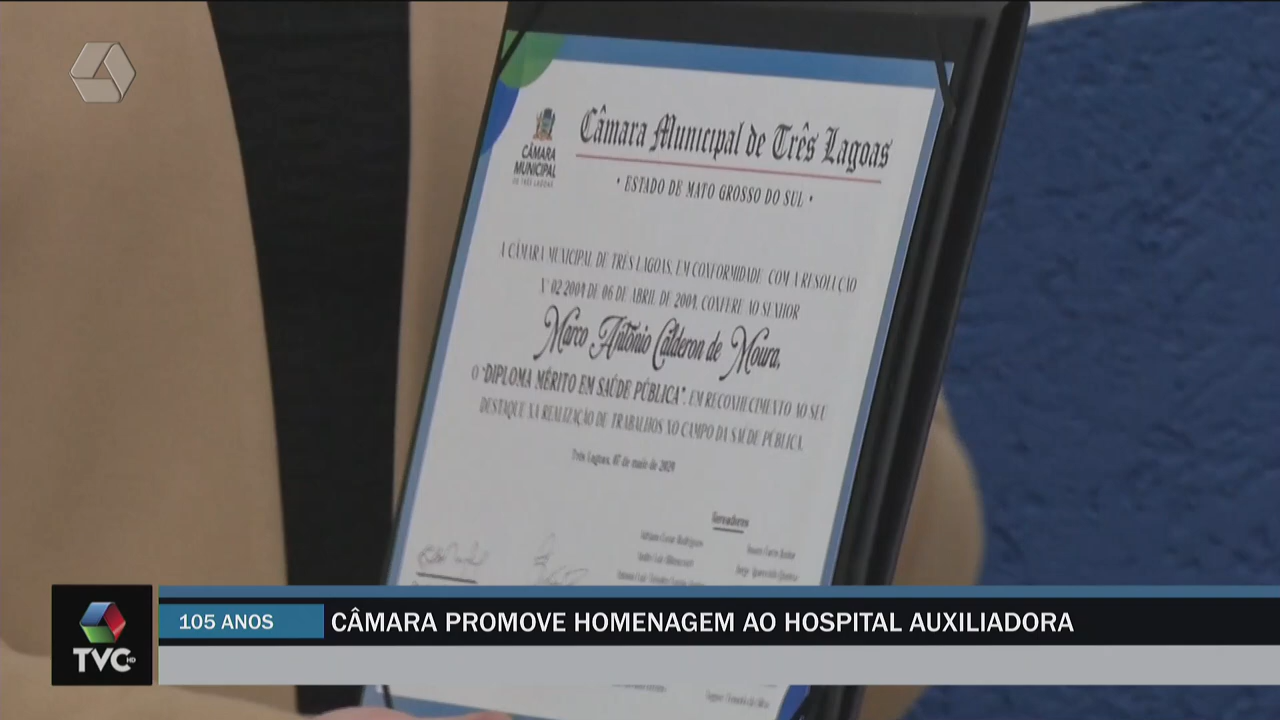 Câmara Municipal de Três Lagoas
CÂMARA
MUNICIPAL
DE TRÊS LAGOAS
• ESTADO DE MATO GROSSO DO SUL •
A CÂMARA MUNICIPAL DE TRÊS LAGOAS, EM CONFORMIDADE COM A RESOLUÇÃO
Nº 02/2004 DE 06 DE ABRIL DE 2004, CONFERE AO SENHOR
Marco Antônio Calderon de Moura,
O "DIPLOMA MÉRITO EM SAÚDE PÚBLICA", EM RECONHECIMENTO AO SEU
DESTAQUE NA REALIZAÇÃO DE TRABALHOS NO CAMPO DA SAÚDE PÚBLICA.
Três Lagoas, 07 de maio de
Vereadores
105 ANOS
CÂMARA PROMOVE HOMENAGEM AO HOSPITAL AUXILIADORA
TVC HD